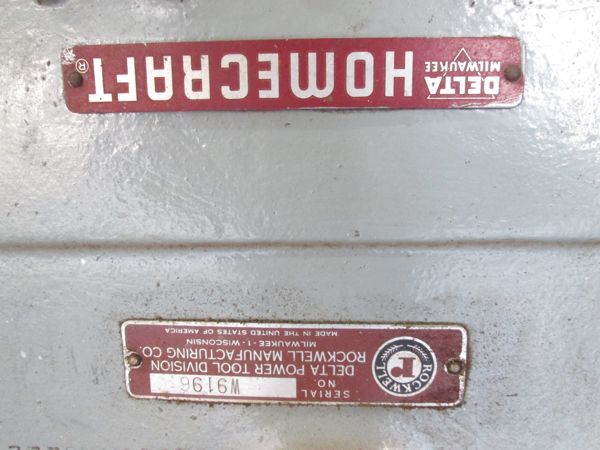 SERIAL NO. W9196
DELTA POWER TOOL DIVISION
ROCKWELL MANUFACTURING CO.
MILWAUKEE - 1 - WISCONSIN
MADE IN THE UNITED STATES OF AMERICA
ROCKWELL
r
DELTA
MILWAUKEE
HOMECRAFT®